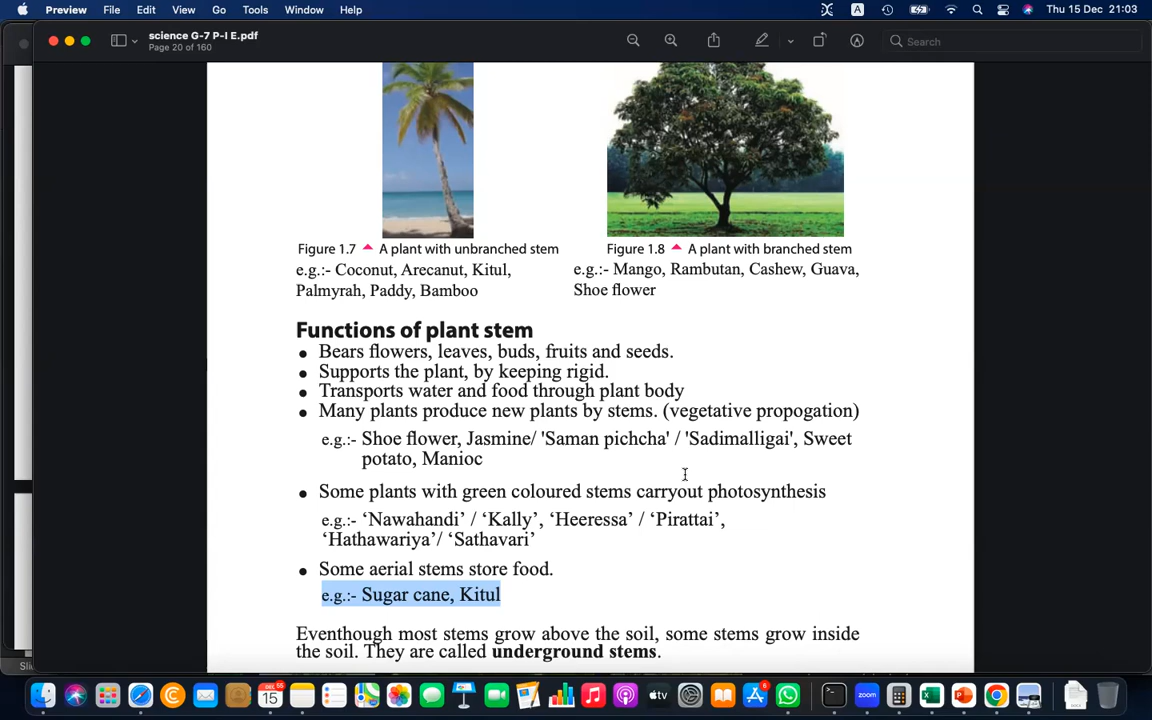 Preview File Edit View Go Tools Window Help A Thu 15 Dec 21:03
science G-7 P-I E.pdf
Page 20 of 160
Search
Figure 1.7 A plant with unbranched stem
e.g.:- Coconut, Arecanut, Kitul,
Palmyrah, Paddy, Bamboo
Figure 1.8 A plant with branched stem
e.g.:- Mango, Rambutan, Cashew, Guava,
Shoe flower
Functions of plant stem
● Bears flowers, leaves, buds, fruits and seeds.
● Supports the plant, by keeping rigid.
● Transports water and food through plant body
● Many plants produce new plants by stems. (vegetative propogation)
e.g.:- Shoe flower, Jasmine/ 'Saman pichcha' / 'Sadimalligai', Sweet
potato, Manioc
● Some plants with green coloured stems carryout photosynthesis
e.g.:- ‘Nawahandi’ / ‘Kally’, ‘Heeressa’ / ‘Pirattai’,
‘Hathawariya’/ ‘Sathavari’
● Some aerial stems store food.
e.g.:- Sugar cane, Kitul
Eventhough most stems grow above the soil, some stems grow inside
the soil. They are called underground stems.
Sli
15
tv
6
zoom